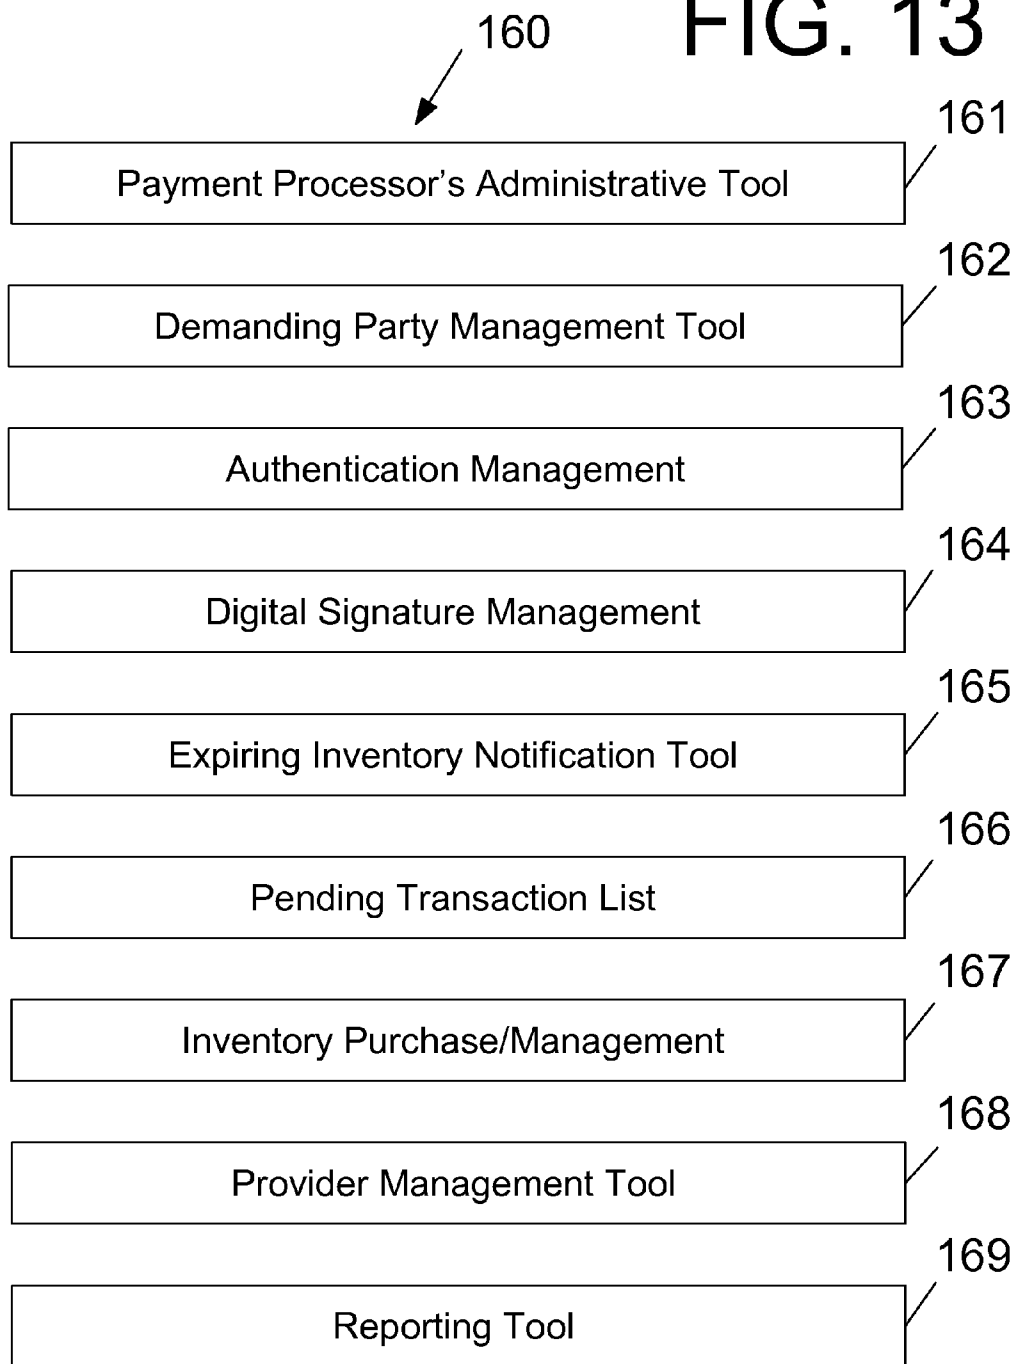 160
FIG. 13
161
Payment Processor's Administrative Tool
162
Demanding Party Management Tool
163
Authentication Management
164
Digital Signature Management
165
Expiring Inventory Notification Tool
166
Pending Transaction List
167
Inventory Purchase/Management
168
Provider Management Tool
169
Reporting Tool